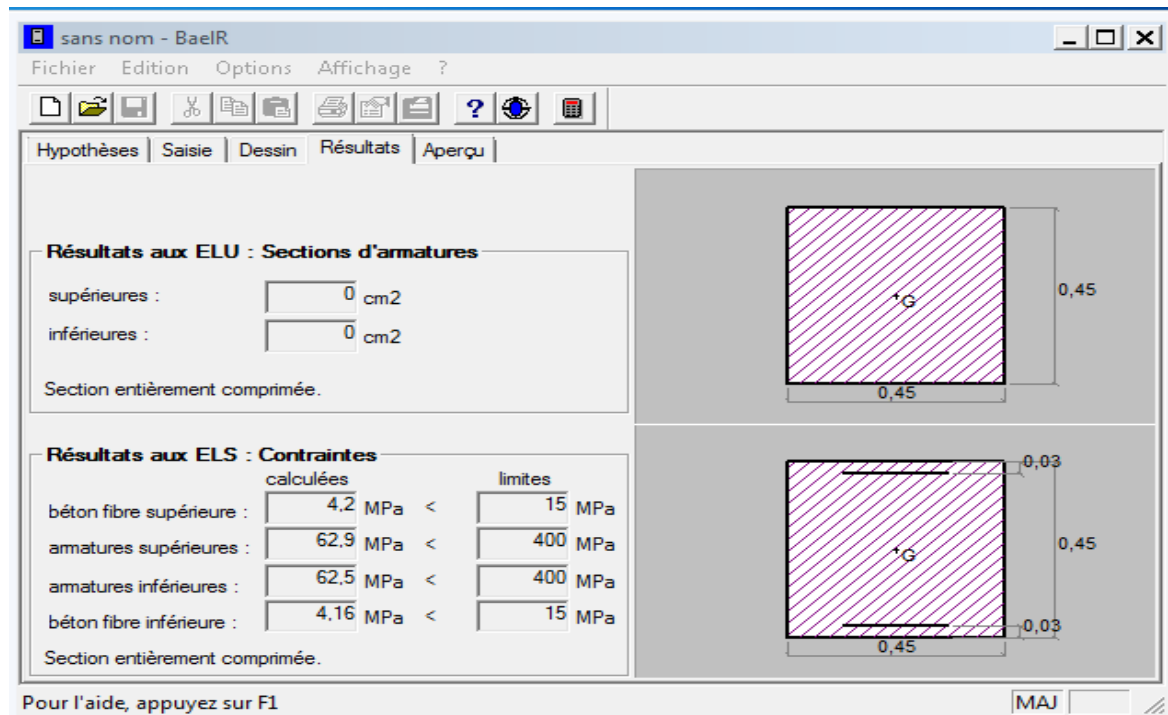 sans nom - BaelR
Fichier Edition Options Affichage ?
Hypothèses Saisie Dessin Résultats Aperçu
Résultats aux ELU : Sections d'armatures
supérieures : 0 cm2
inférieures : 0 cm2
Section entièrement comprimée.
G
0,45
0,45
Résultats aux ELS : Contraintes
calculées limites
béton fibre supérieure : 4,2 MPa < 15 MPa
armatures supérieures : 62,9 MPa < 400 MPa
armatures inférieures : 62,5 MPa < 400 MPa
béton fibre inférieure : 4,16 MPa < 15 MPa
Section entièrement comprimée.
0,03
G
0,45
0,03
0,45
Pour l'aide, appuyez sur F1
MAJ